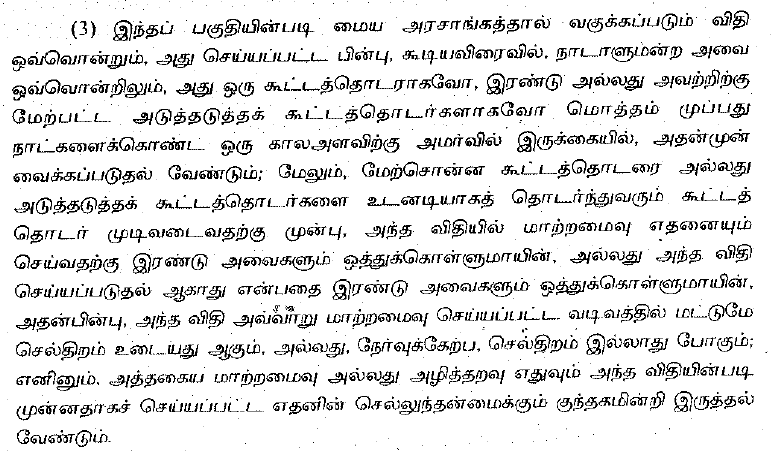 (3) இந்தப் பகுதியின்படி மைய அரசாங்கத்தால் வகுக்கப்படும் விதி
ஒவ்வொன்றும், அது செய்யப்பட்ட பின்பு, கூடியவிரைவில், நாடாளுமன்ற அவை
ஒவ்வொன்றிலும், அது ஒரு கூட்டத்தொடராகவோ, இரண்டு அல்லது அவற்றிற்கு
மேற்பட்ட அடுத்தடுத்தக் கூட்டத்தொடர்களாகவோ மொத்தம் முப்பது
நாட்களைக்கொண்ட ஒரு காலஅளவிற்கு அமர்வில் இருக்கையில், அதன்முன்
வைக்கப்படுதல் வேண்டும்; மேலும், மேற்சொன்ன கூட்டத்தொடரை அல்லது
அடுத்தடுத்தக் கூட்டத்தொடர்களை உடனடியாகத் தொடர்ந்துவரும் கூட்டத்
தொடர் முடிவடைவதற்கு முன்பு, அந்த விதியில் மாற்றமைவு எதனையும்
செய்வதற்கு இரண்டு அவைகளும் ஒத்துக்கொள்ளுமாயின், அல்லது அந்த விதி
செய்யப்படுதல் ஆகாது என்பதை இரண்டு அவைகளும் ஒத்துக்கொள்ளுமாயின்,
அதன்பின்பு, அந்த விதி அவ்வாறு மாற்றமைவு செய்யப்பட்ட வடிவத்தில் மட்டுமே
செல்திறம் உடையது ஆகும், அல்லது, நேர்வுக்கேற்ப, செல்திறம் இல்லாது போகும்;
எனினும், அத்தகைய மாற்றமைவு அல்லது அழித்தறவு எதுவும் அந்த விதியின்படி
முன்னதாகச் செய்யப்பட்ட எதனின் செல்லுந்தன்மைக்கும் குந்தகமின்றி இருத்தல்
வேண்டும்.